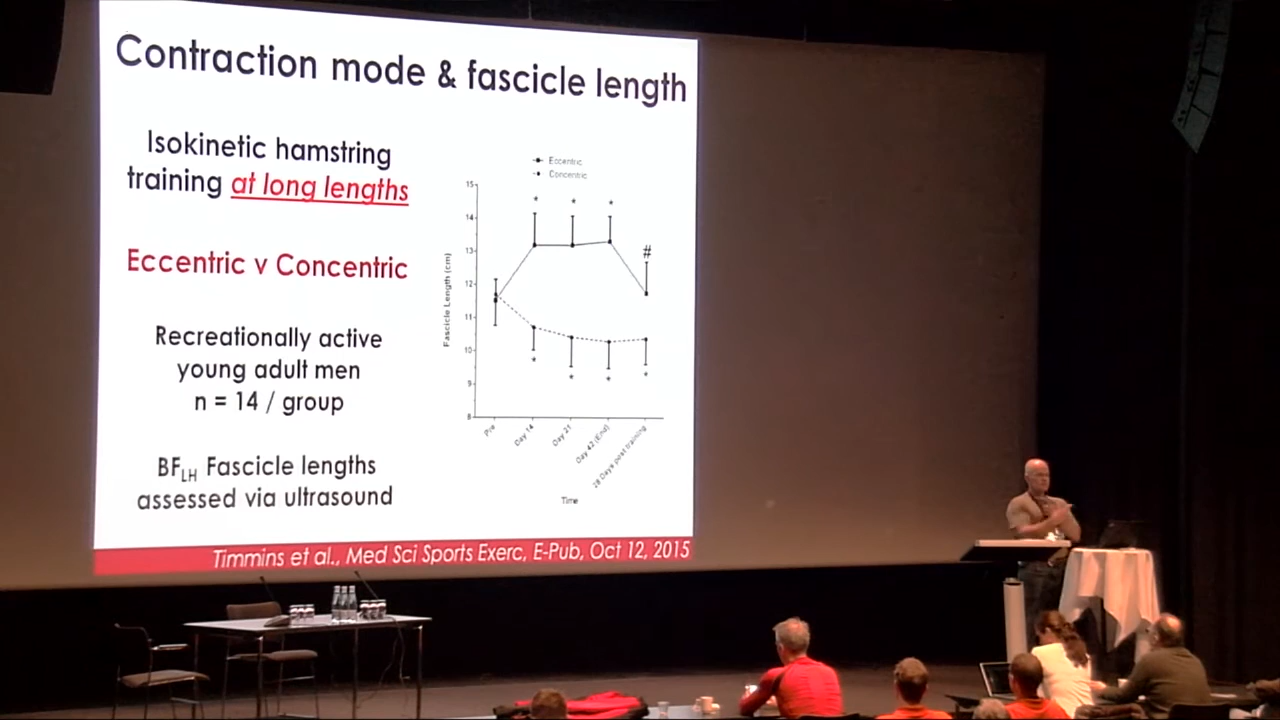 Contraction mode & fascicle length
Isokinetic hamstring
training at long lengths
Eccentric v Concentric
Recreationally active
young adult men
n = 14 / group
BFLH Fascicle lengths
assessed via ultrasound
Eccentric
Concentric
Fascicle Length (cm)
15
14
13
12
11
10
9
8
* * *
#
* * * *
Pre
Day 14
Day 21
Day 42 (End)
28 Days post training
Time
Timmins et al., Med Sci Sports Exerc, E-Pub, Oct 12, 2015